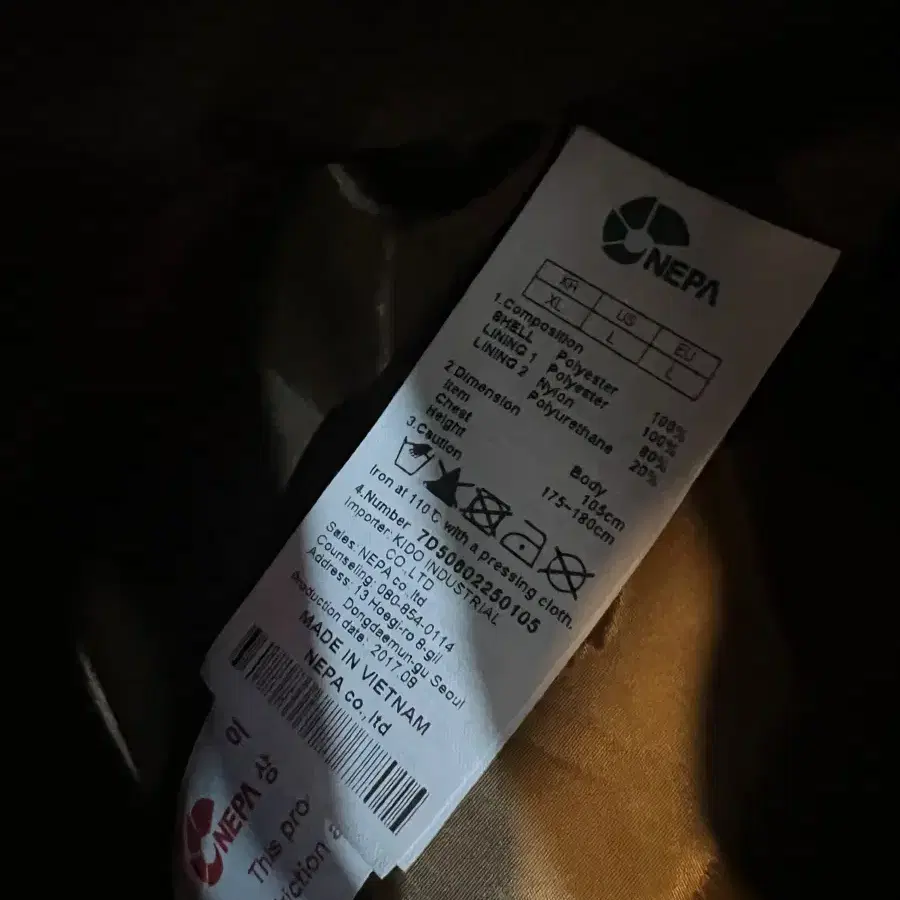 NEPA
KR US EU
XL L L
1.Composition
SHELL Polyester 100%
LINING 1 Polyester 100%
LINING 2 Nylon 80%
Polyurethane 20%
2.Dimension
Item Body
Chest 105cm
Height 175~180cm
3.Caution
Iron at 110℃ with a pressing cloth.
4.Number 7D50602250105
Importer: KIDO INDUSTRIAL
CO.,LTD
Sales: NEPA co.,ltd
Counseling: 080-854-0114
Address: 13 Hoegi-ro 8-gil
Dongdaemun-gu Seoul
Production date: 2017.09
MADE IN VIETNAM
NEPA co.,ltd
이 상
NEPA
This pro
riction